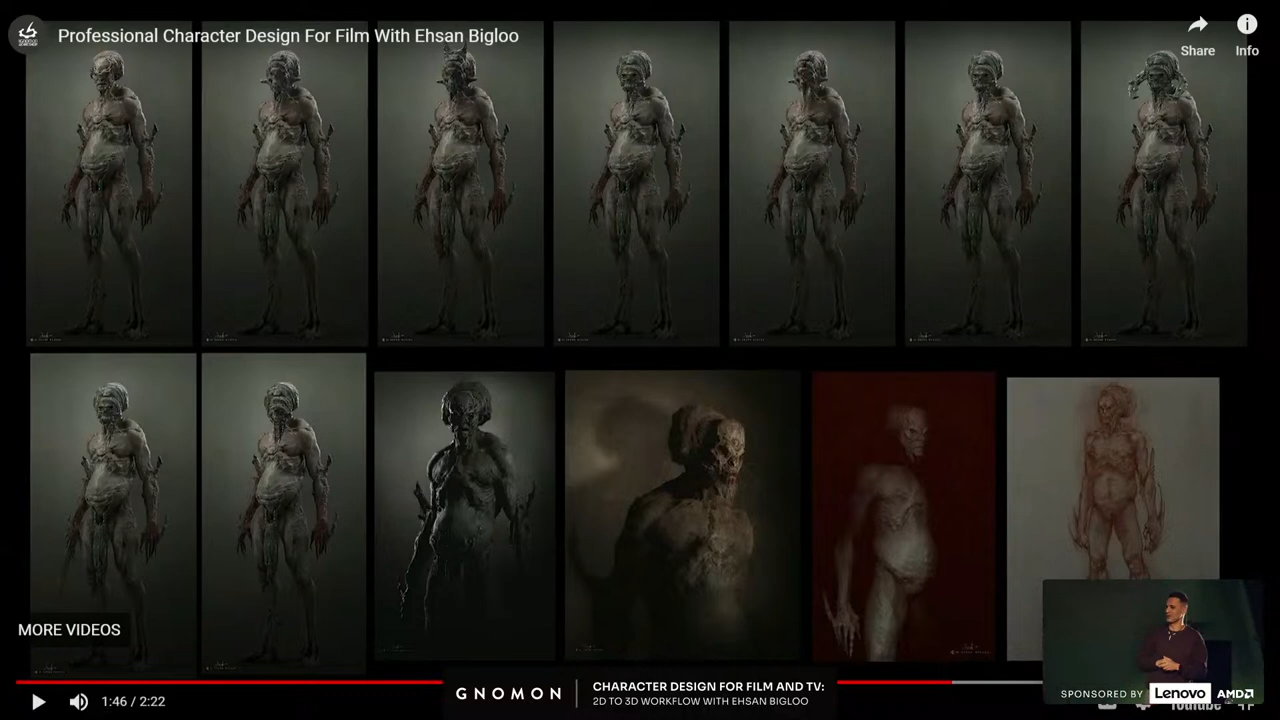 Professional Character Design For Film With Ehsan Bigloo
Share
Info
MORE VIDEOS
1:46 / 2:22
GNOMON
CHARACTER DESIGN FOR FILM AND TV:
2D TO 3D WORKFLOW WITH EHSAN BIGLOO
SPONSORED BY Lenovo AMD
YouTube